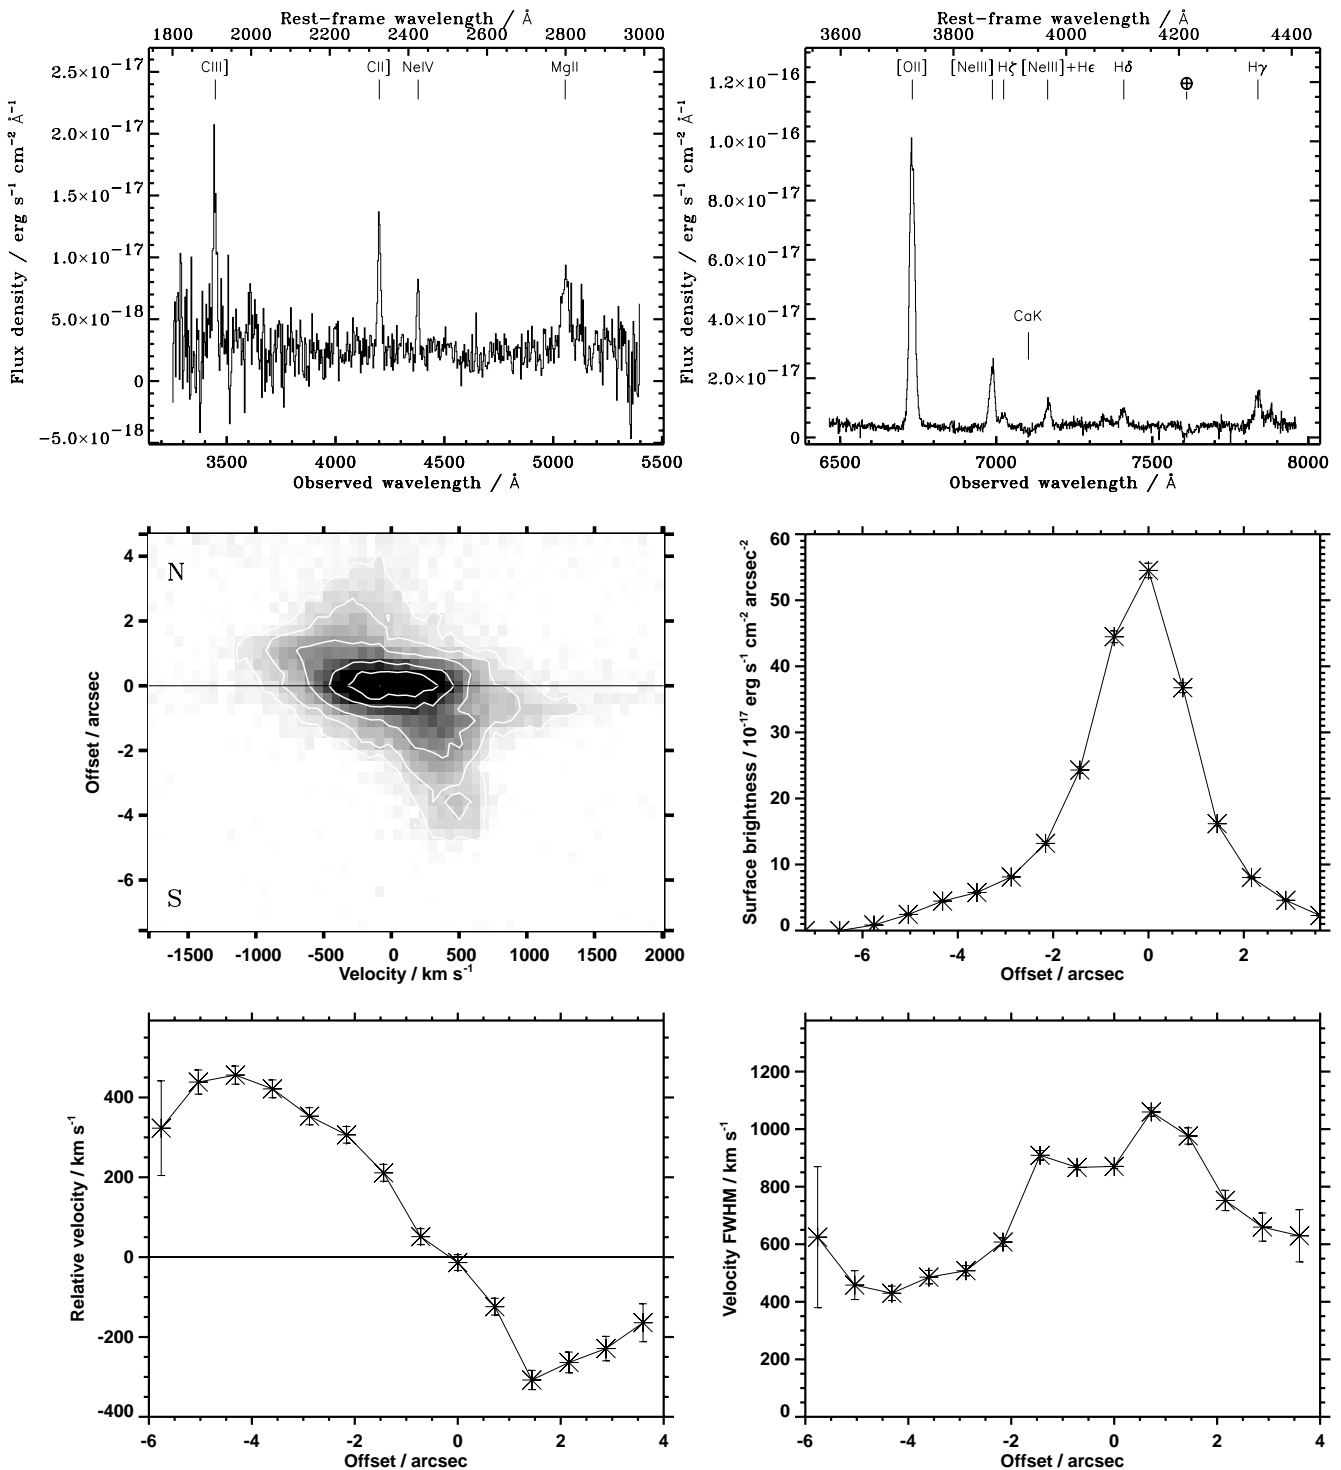 Rest-frame wavelength / Å
1800 2000 2200 2400 2600 2800 3000
CIII] CII] NeIV MgII
2.5×10⁻¹⁷
2.0×10⁻¹⁷
1.5×10⁻¹⁷
1.0×10⁻¹⁷
5.0×10⁻¹⁸
0
−5.0×10⁻¹⁸
Flux density / erg s⁻¹ cm⁻² Å⁻¹
3500 4000 4500 5000 5500
Observed wavelength / Å
Rest-frame wavelength / Å
3600 3800 4000 4200 4400
[OII] [NeIII] Hζ [NeIII]+Hε Hδ ⊕ Hγ
CaK
1.2×10⁻¹⁶
1.0×10⁻¹⁶
8.0×10⁻¹⁷
6.0×10⁻¹⁷
4.0×10⁻¹⁷
2.0×10⁻¹⁷
0
Flux density / erg s⁻¹ cm⁻² Å⁻¹
6500 7000 7500 8000
Observed wavelength / Å
N
S
4
2
0
-2
-4
-6
Offset / arcsec
-1500 -1000 -500 0 500 1000 1500 2000
Velocity / km s⁻¹
60
50
40
30
20
10
0
Surface brightness / 10⁻¹⁷ erg s⁻¹ cm⁻² arcsec⁻²
-6 -4 -2 0 2
Offset / arcsec
400
200
0
-200
-400
Relative velocity / km s⁻¹
-6 -4 -2 0 2 4
Offset / arcsec
1200
1000
800
600
400
200
0
Velocity FWHM / km s⁻¹
-6 -4 -2 0 2 4
Offset / arcsec